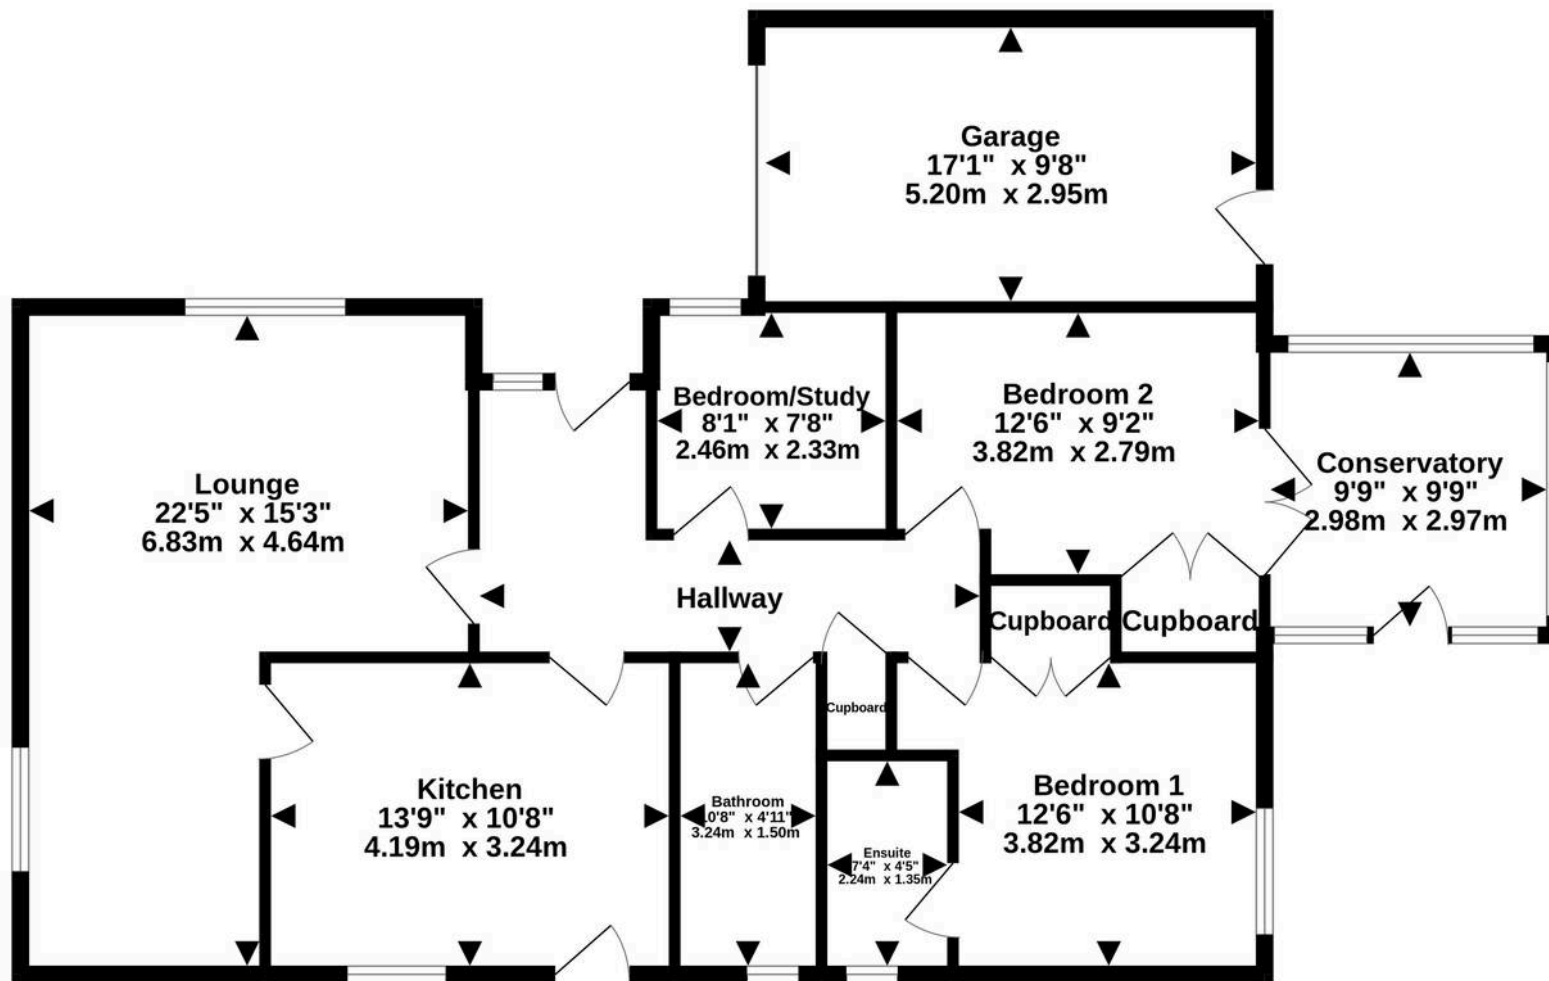 Garage
17'1" x 9'8"
5.20m x 2.95m
Bedroom/Study
8'1" x 7'8"
2.46m x 2.33m
Bedroom 2
12'6" x 9'2"
3.82m x 2.79m
Conservatory
9'9" x 9'9"
2.98m x 2.97m
Lounge
22'5" x 15'3"
6.83m x 4.64m
Hallway
Cupboard
Cupboard
Cupboard
Kitchen
13'9" x 10'8"
4.19m x 3.24m
Bathroom
10'8" x 4'11"
3.24m x 1.50m
Ensuite
7'4" x 4'5"
2.24m x 1.35m
Bedroom 1
12'6" x 10'8"
3.82m x 3.24m